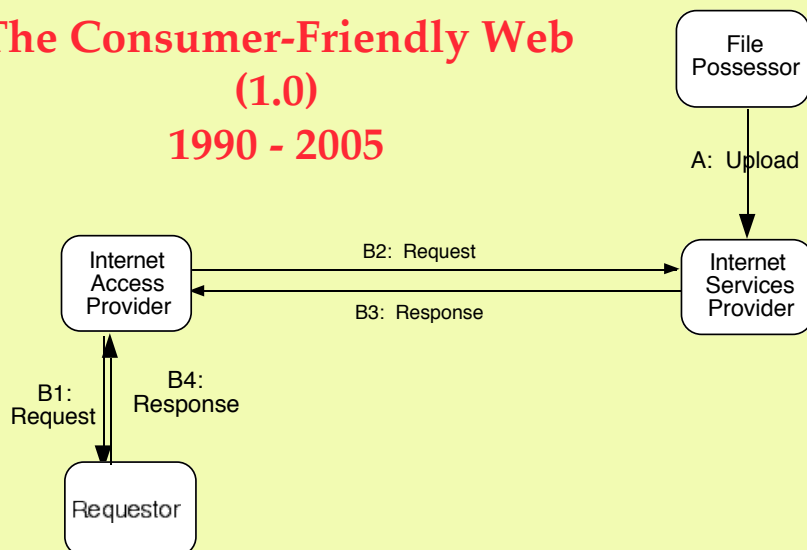 The Consumer-Friendly Web
(1.0)
1990 - 2005
File
Possessor
A: Upload
Internet
Access
Provider
B2: Request
B3: Response
Internet
Services
Provider
B1:
Request
B4:
Response
Requestor